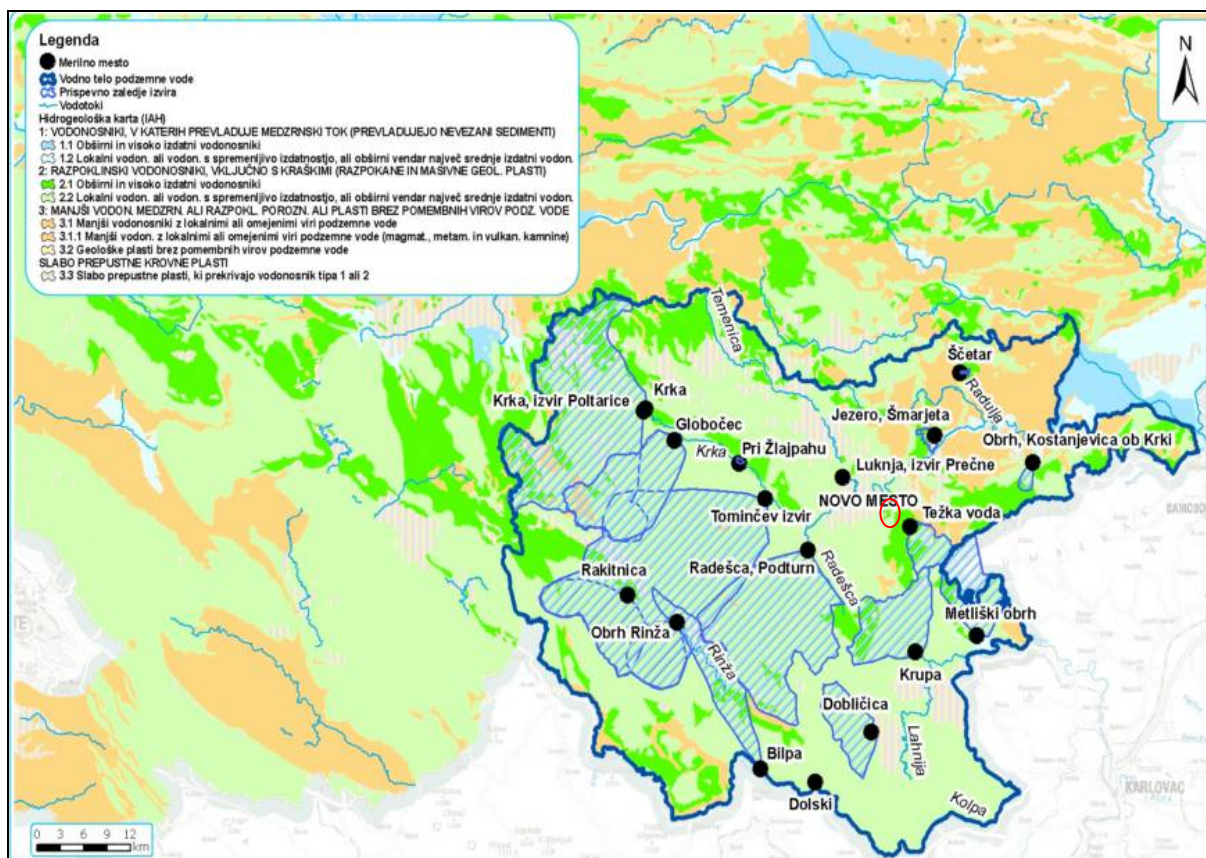 Legenda
Merilno mesto
Vodno telo podzemne vode
Prispevno zaledje izvira
Vodotoki
Hidrogeološka karta (IAH)
1: VODONOSNIKI, V KATERIH PREVLADUJE MEDZRNSKI TOK (PREVLADUJEJO NEVEZANI SEDIMENTI)
1.1 Obširni in visoko izdatni vodonosniki
1.2 Lokalni vodon. ali vodon. s spremenljivo izdatnostjo, ali obširni vendar največ srednje izdatni vodon.
2: RAZPOKLINSKI VODONOSNIKI, VKLJUČNO S KRAŠKIMI (RAZPOKANE IN MASIVNE GEOL. PLASTI)
2.1 Obširni in visoko izdatni vodonosniki
2.2 Lokalni vodon. ali vodon. s spremenljivo izdatnostjo, ali obširni vendar največ srednje izdatni vodon.
3: MANJŠI VODON. MEDZRN. ALI RAZPOKL. POROZN. ALI PLASTI BREZ POMEMBNIH VIROV PODZ. VODE
3.1 Manjši vodonosniki z lokalnimi ali omejenimi viri podzemne vode
3.1.1 Manjši vodon. z lokalnimi ali omejenimi viri podzemne vode (magmat., metam. in vulkan. kamnine)
3.2 Geološke plasti brez pomembnih virov podzemne vode
SLABO PREPUSTNE KROVNE PLASTI
3.3 Slabo prepustne plasti, ki prekrivajo vodonosnik tipa 1 ali 2
N
Temenica
Ščetar
Radulja
Krka
Krka, izvir Poltarice
Jezero, Šmarjeta
Globočec
Obrh, Kostanjevica ob Krki
Krka
Pri Žlajpahu
Luknja, izvir Prečne
NOVO MESTO
Težka voda
Tominčev izvir
Radešca, Podturn
Radešca
Rakitnica
Metliški obrh
Obrh Rinža
Rinža
Krupa
Dobličica
Lahnija
Bilpa
Dolski
Kolpa
KARLOVAC
0 3 6 9 12
km